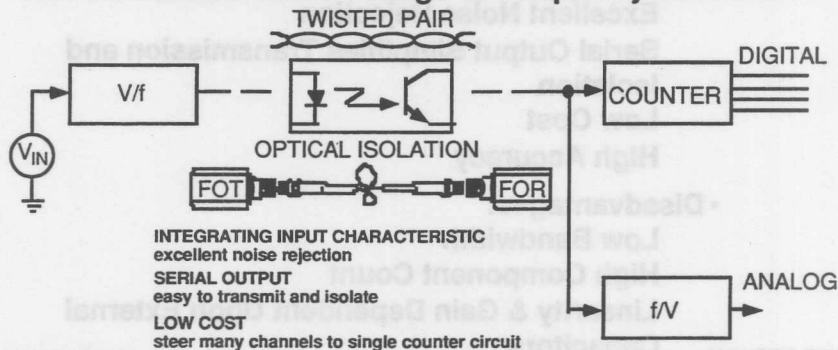 TWISTED PAIR
DIGITAL
V/f
COUNTER
VIN
OPTICAL ISOLATION
FOT
FOR
INTEGRATING INPUT CHARACTERISTIC
excellent noise rejection
SERIAL OUTPUT
easy to transmit and isolate
LOW COST
steer many channels to single counter circuit
ANALOG
f/V